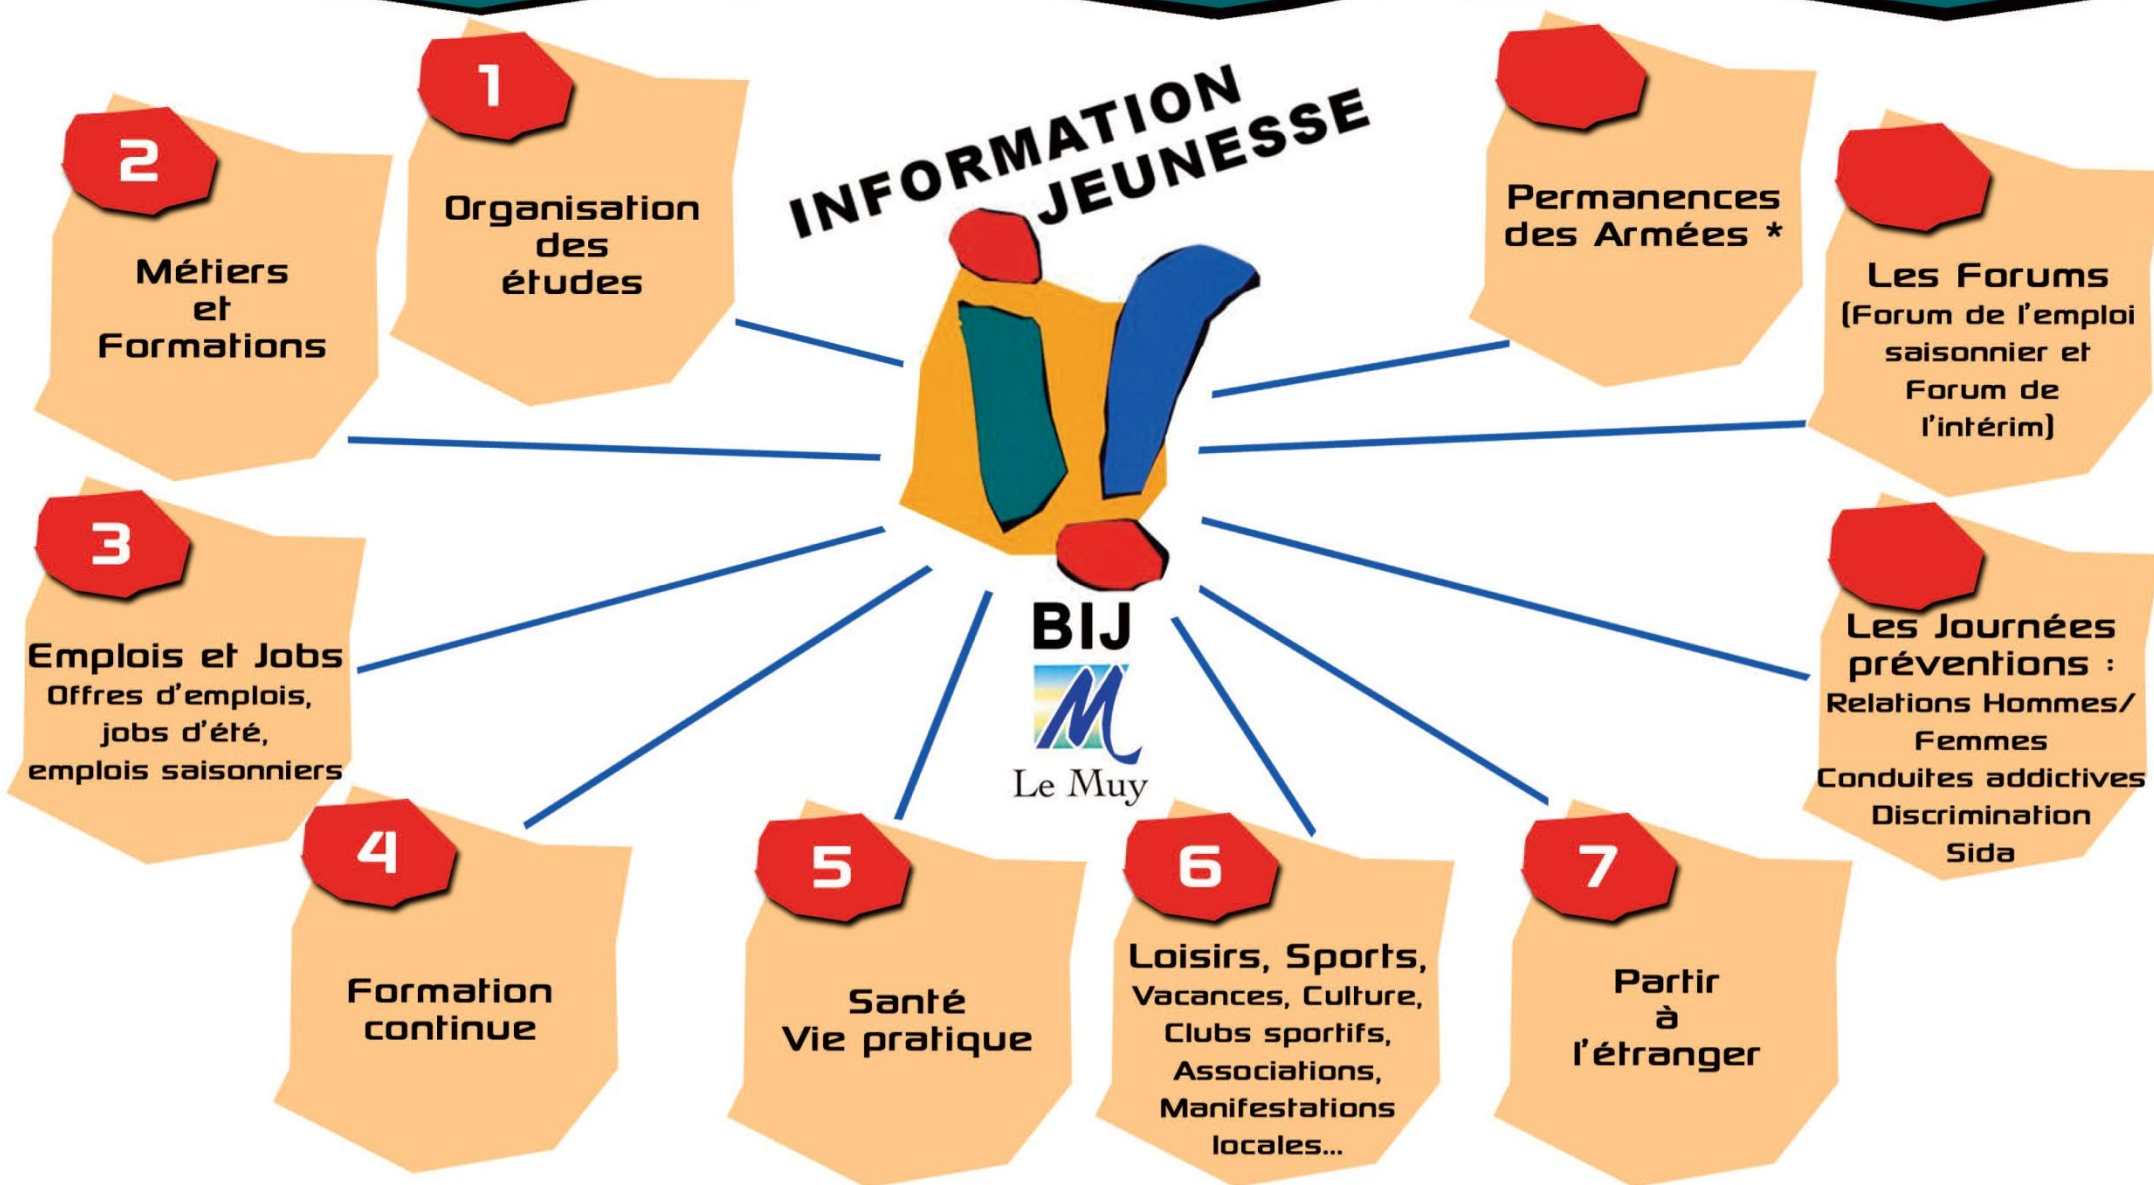 INFORMATION
JEUNESSE
BIJ
M
Le Muy
1
Organisation
des
études
2
Métiers
et
Formations
3
Emplois et Jobs
Offres d'emplois,
jobs d'été,
emplois saisonniers
4
Formation
continue
5
Santé
Vie pratique
6
Loisirs, Sports,
Vacances, Culture,
Clubs sportifs,
Associations,
Manifestations
locales...
7
Partir
à
l'étranger
Les Journées
préventions :
Relations Hommes/
Femmes
Conduites addictives
Discrimination
Sida
Les Forums
(Forum de l'emploi
saisonnier et
Forum de
l'intérim)
Permanences
des Armées *